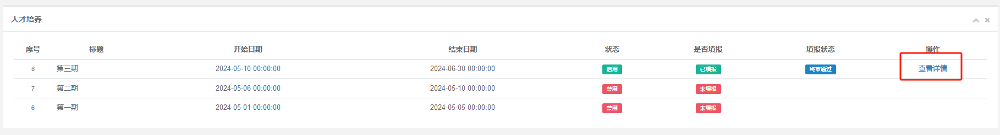 人才培养
序号 标题 开始日期 结束日期 状态 是否填报 填报状态 操作
8 第三期 2024-05-10 00:00:00 2024-06-30 00:00:00 启用 已填报 终审通过 查看详情
7 第二期 2024-05-06 00:00:00 2024-05-10 00:00:00 禁用 未填报
6 第一期 2024-05-01 00:00:00 2024-05-05 00:00:00 禁用 未填报